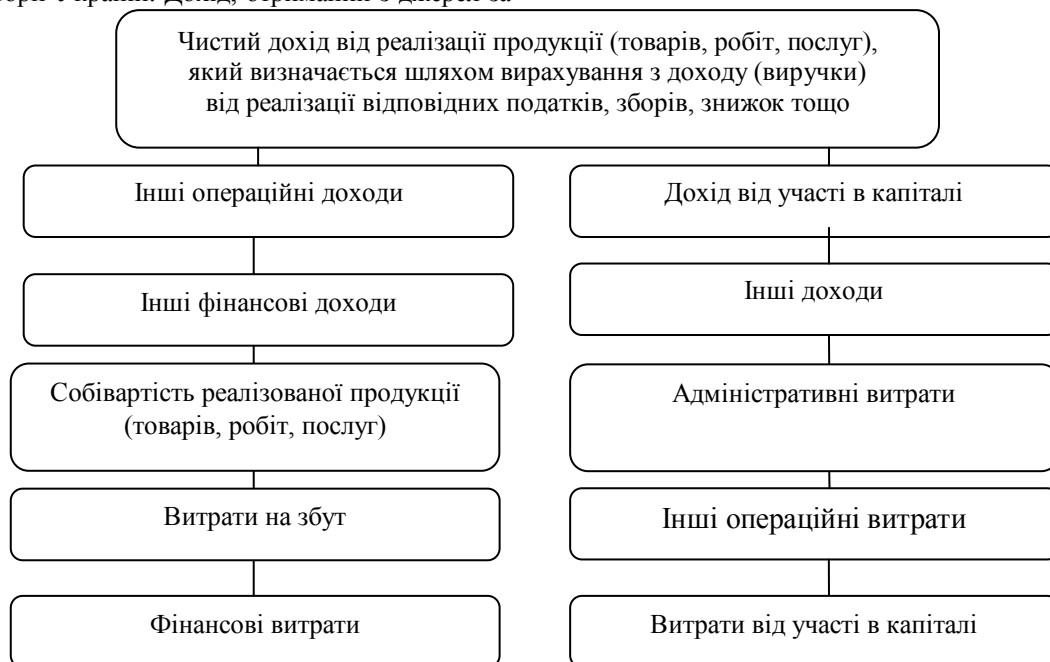 Чистий дохід від реалізації продукції (товарів, робіт, послуг),
який визначається шляхом вирахування з доходу (виручки)
від реалізації відповідних податків, зборів, знижок тощо
Інші операційні доходи
Дохід від участі в капіталі
Інші фінансові доходи
Інші доходи
Собівартість реалізованої продукції
(товарів, робіт, послуг)
Адміністративні витрати
Витрати на збут
Інші операційні витрати
Фінансові витрати
Витрати від участі в капіталі